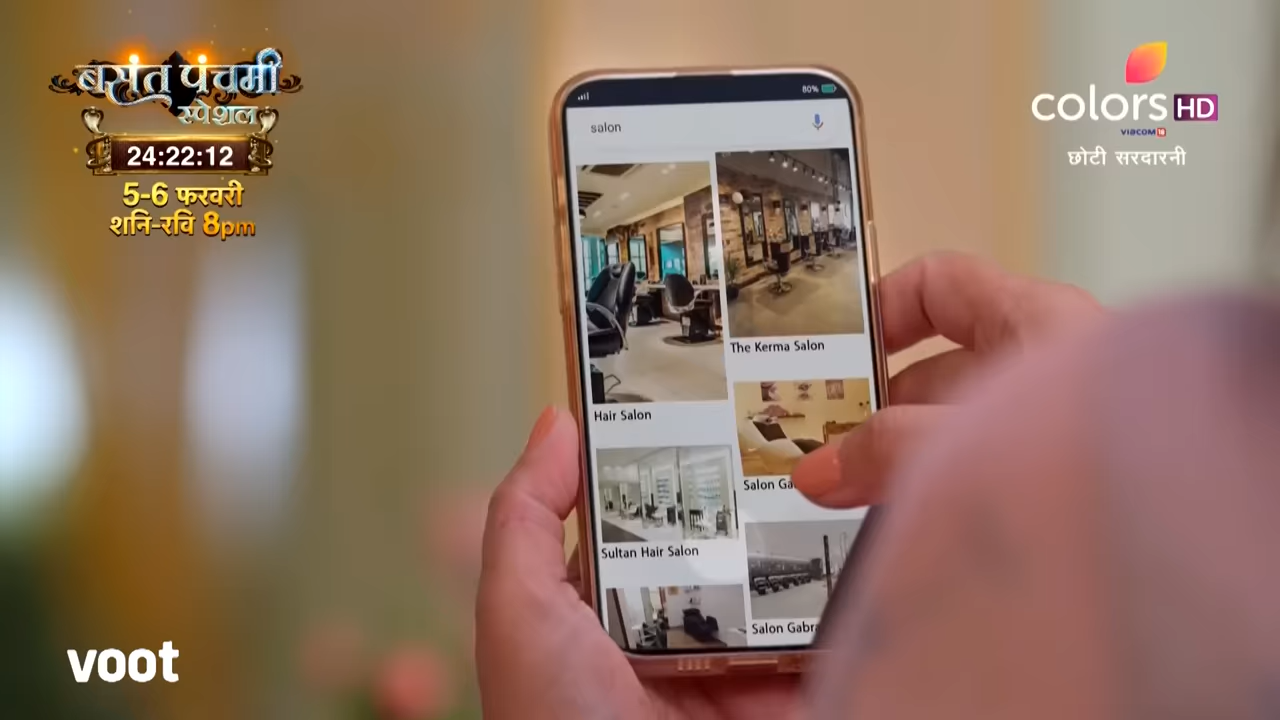 बसंत पंचमी
स्पेशल
24:22:12
5-6 फरवरी
शनि-रवि 8pm
colors HD
VIACOM18
छोटी सरदारनी
80%
salon
The Kerma Salon
Hair Salon
Salon Ga
Sultan Hair Salon
Salon Gabra
voot